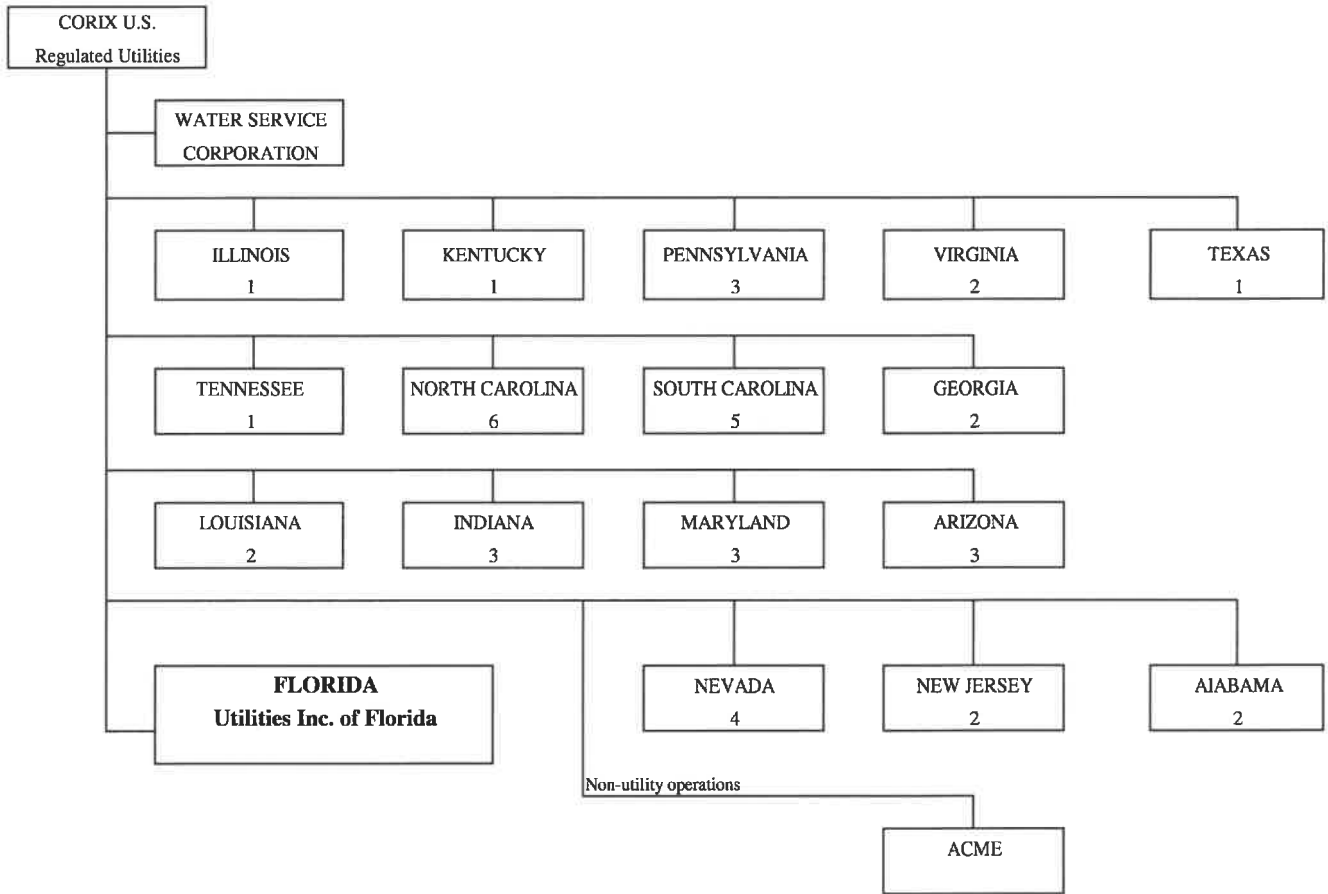 CORIX U.S.
Regulated Utilities
WATER SERVICE
CORPORATION
ILLINOIS
1
KENTUCKY
1
PENNSYLVANIA
3
VIRGINIA
2
TEXAS
1
TENNESSEE
1
NORTH CAROLINA
6
SOUTH CAROLINA
5
GEORGIA
2
LOUISIANA
2
INDIANA
3
MARYLAND
3
ARIZONA
3
FLORIDA
Utilities Inc. of Florida
NEVADA
4
NEW JERSEY
2
AlABAMA
2
Non-utility operations
ACME